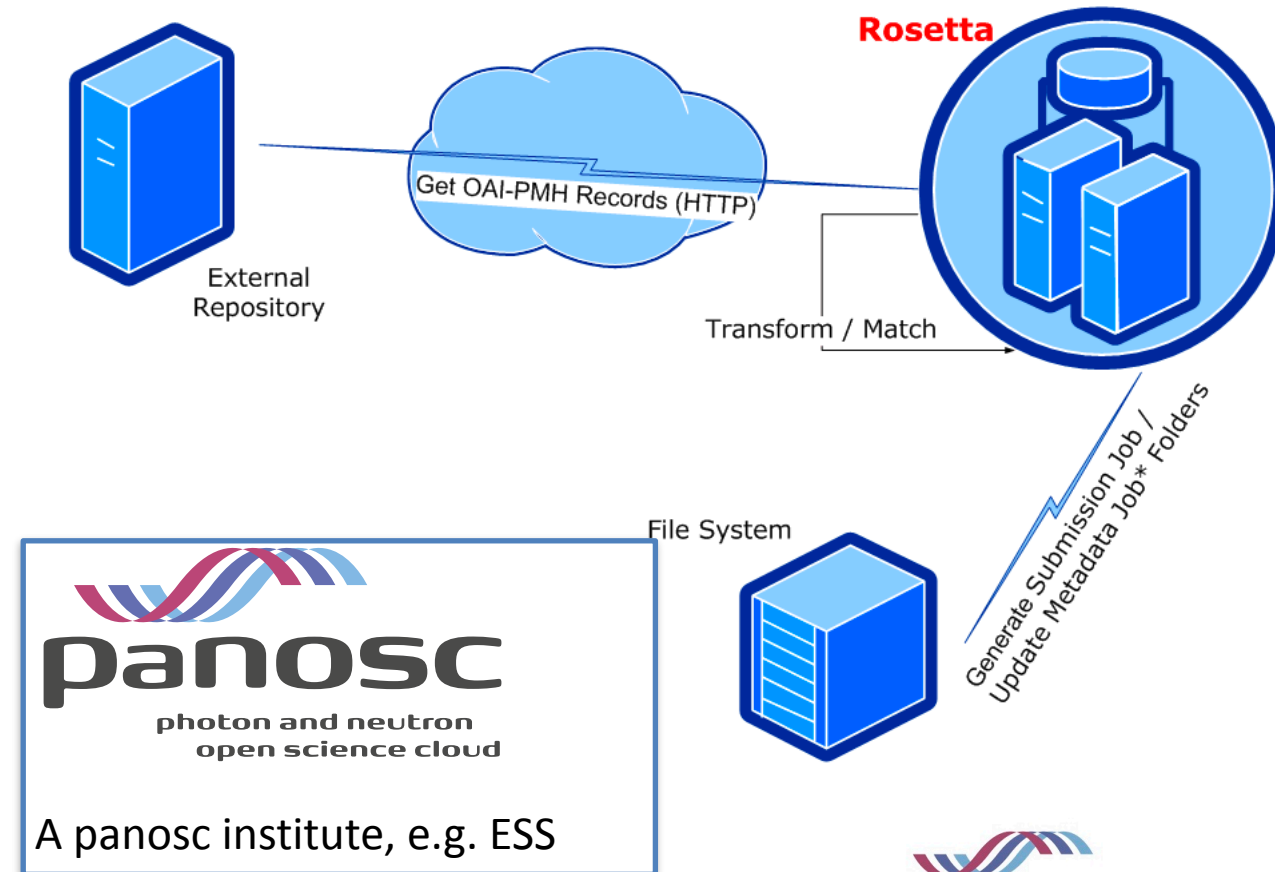 Rosetta
Get OAI-PMH Records (HTTP)
External
Repository
Transform / Match
Generate Submission Job /
Update Metadata Job* Folders
File System
panosc
photon and neutron
open science cloud
A panosc institute, e.g. ESS